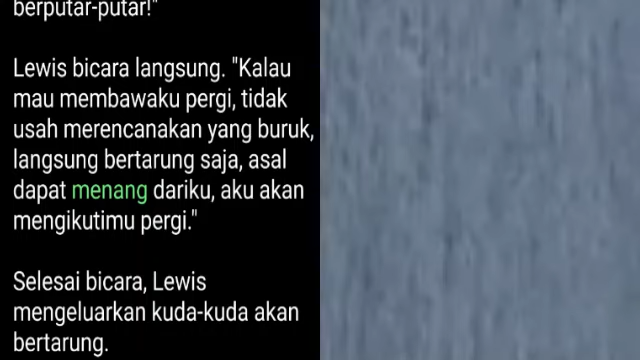 berputar-putar!"
Lewis bicara langsung. "Kalau
mau membawaku pergi, tidak
usah merencanakan yang buruk,
langsung bertarung saja, asal
dapat menang dariku, aku akan
mengikutimu pergi."
Selesai bicara, Lewis
mengeluarkan kuda-kuda akan
bertarung.